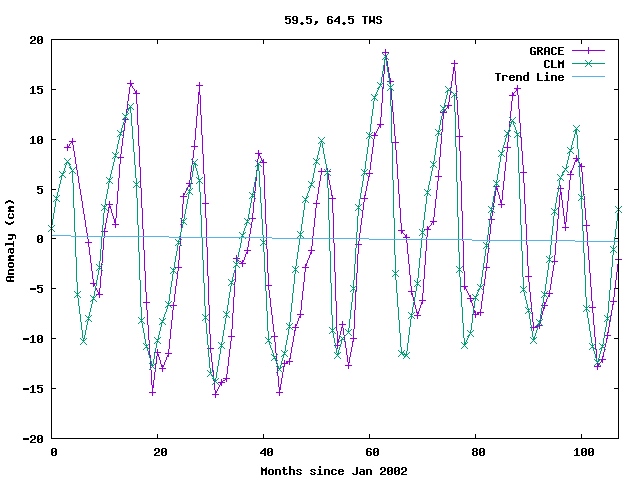 59.5, 64.5 TWS
GRACE
CLM
Trend Line
20
15
10
5
0
-5
-10
-15
-20
Anomaly (cm)
0 20 40 60 80 100
Months since Jan 2002